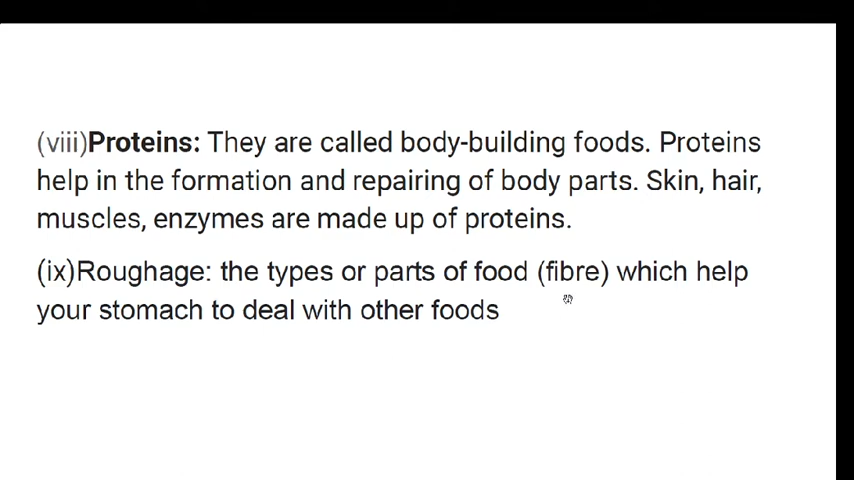 (viii)Proteins: They are called body-building foods. Proteins
help in the formation and repairing of body parts. Skin, hair,
muscles, enzymes are made up of proteins.
(ix)Roughage: the types or parts of food (fibre) which help
your stomach to deal with other foods